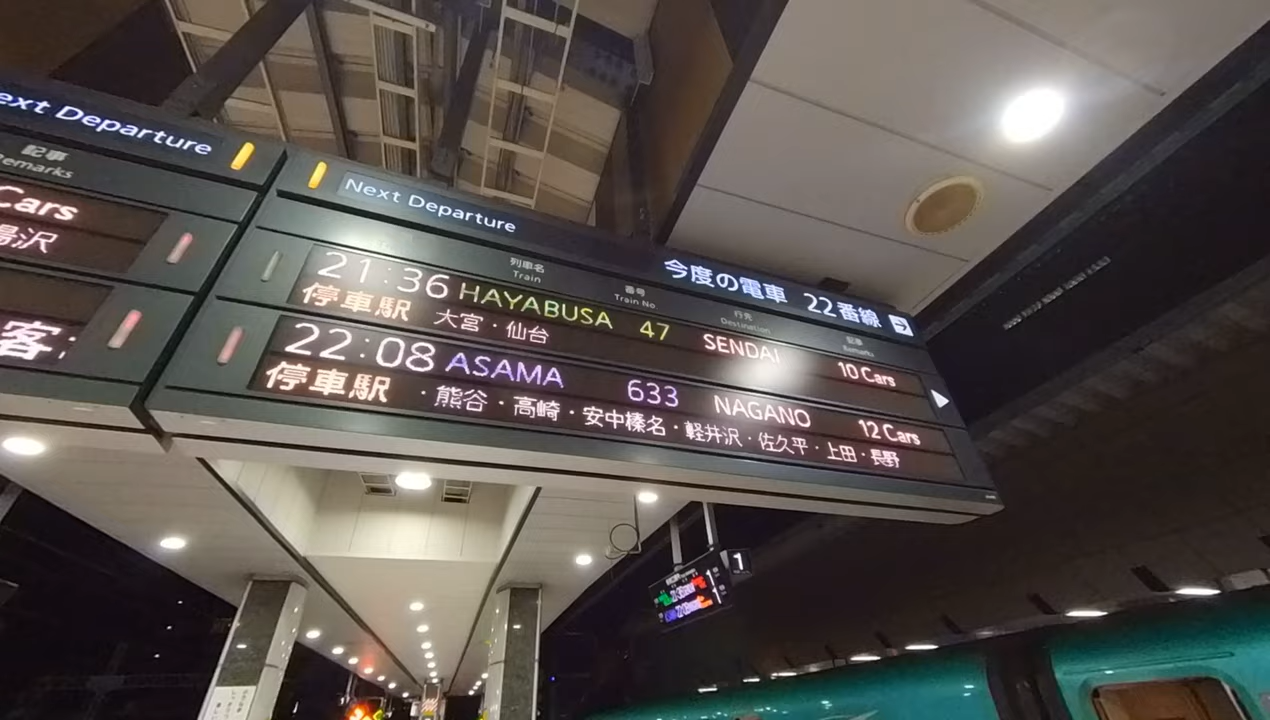 ext Departure
記事
Remarks
Cars
湯沢
客
Next Departure
今度の電車 22番線
列車名
Train
番号
Train No.
行先
Destination
記事
Remarks
21:36 HAYABUSA 47 SENDAI 10 Cars
停車駅 大宮・仙台
22:08 ASAMA 633 NAGANO 12 Cars
停車駅 ・熊谷・高崎・安中榛名・軽井沢・佐久平・上田・長野
1